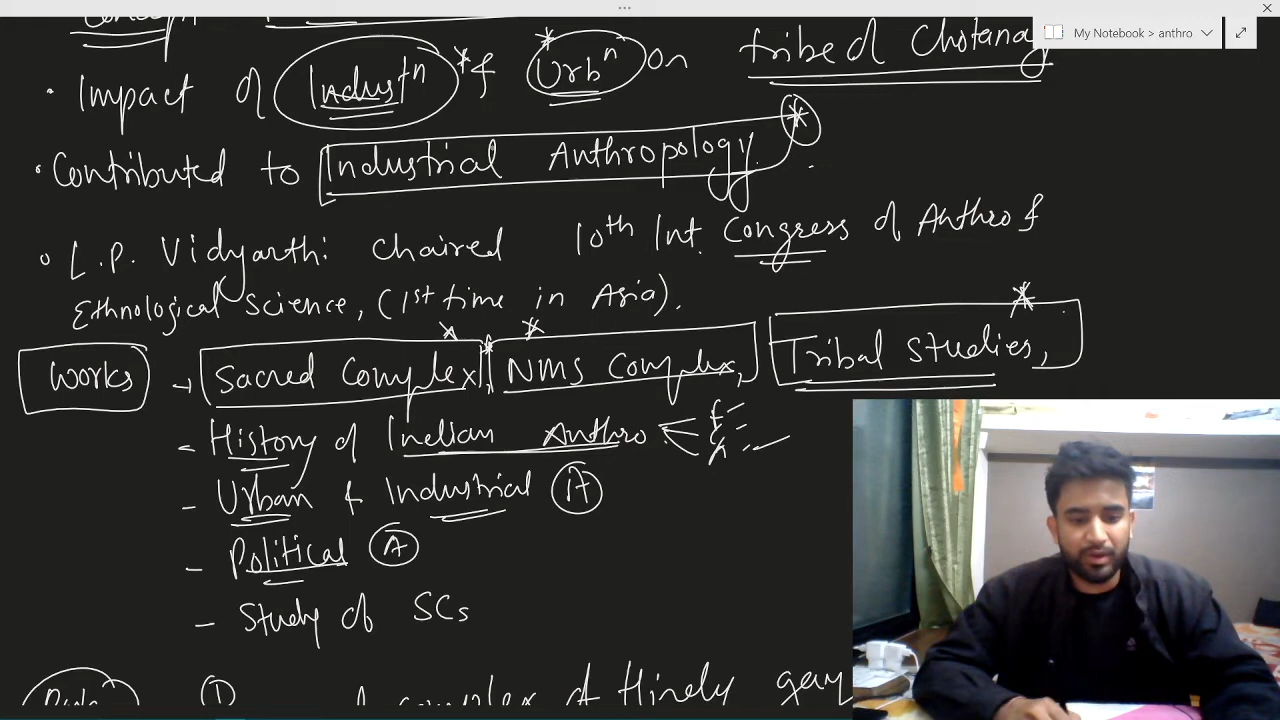 Concept
• Impact of Industn & Urbn on tribe of Chotanag
My Notebook > anthro
• Contributed to Industrial Anthropology
• L.P. Vidyarthi chaired 10th Int. Congress of Anthro &
Ethnological Science, (1st time in Asia).
Works → Sacred Complex, NMS Complex, Tribal Studies,
- History of Indian Anthro
- Urban & Industrial A
- Political A
- Study of SCs
complex of Hindu gay